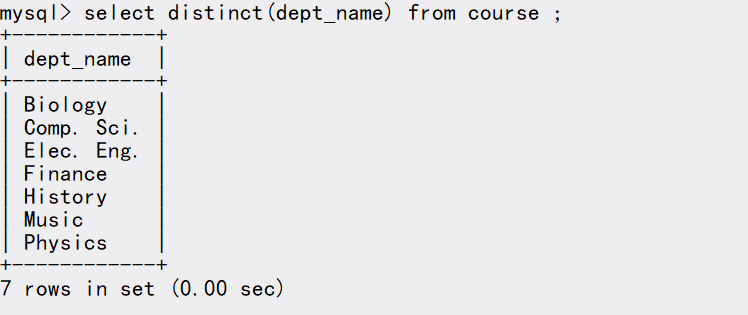 mysql> select distinct(dept_name) from course ;
+------------+
| dept_name  |
+------------+
| Biology    |
| Comp. Sci. |
| Elec. Eng. |
| Finance    |
| History    |
| Music      |
| Physics    |
+------------+
7 rows in set (0.00 sec)